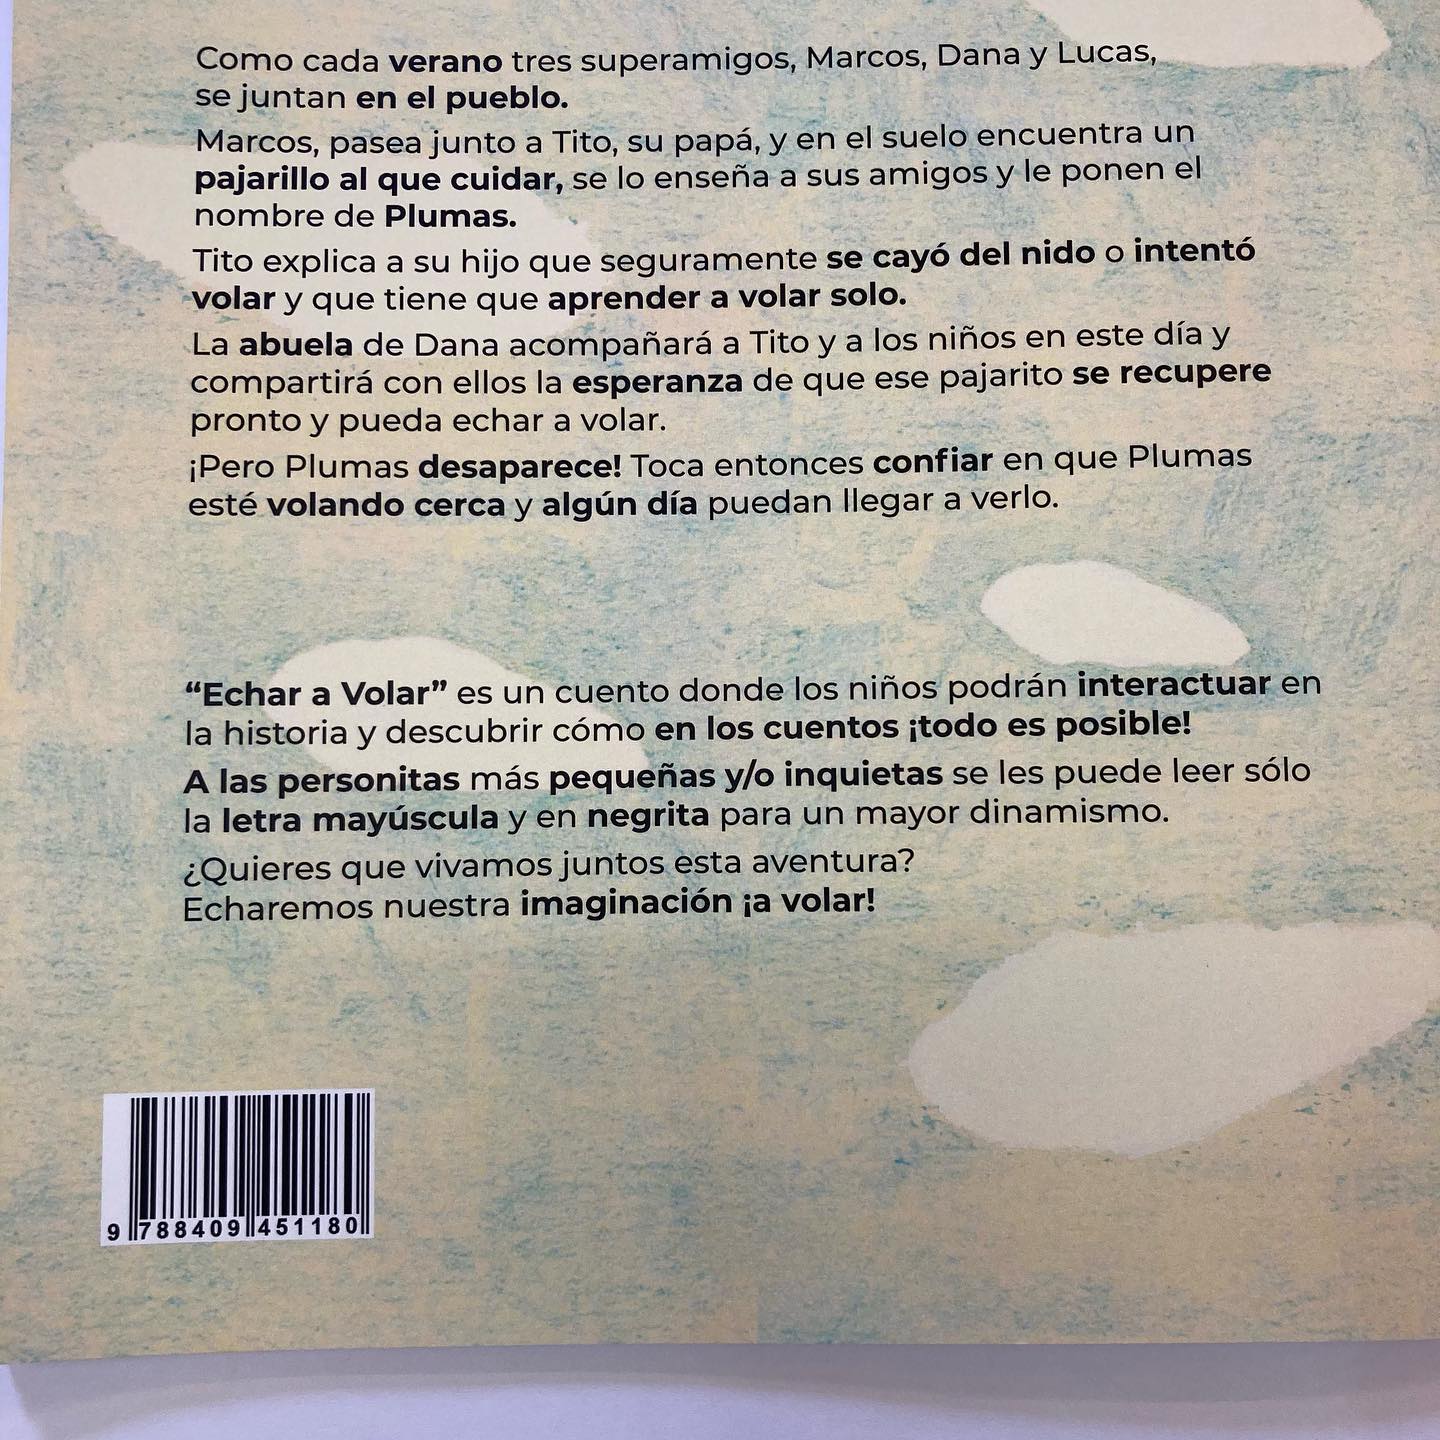 Como cada verano tres superamigos, Marcos, Dana y Lucas,
se juntan en el pueblo.
Marcos, pasea junto a Tito, su papá, y en el suelo encuentra un
pajarillo al que cuidar, se lo enseña a sus amigos y le ponen el
nombre de Plumas.
Tito explica a su hijo que seguramente se cayó del nido o intentó
volar y que tiene que aprender a volar solo.
La abuela de Dana acompañará a Tito y a los niños en este día y
compartirá con ellos la esperanza de que ese pajarito se recupere
pronto y pueda echar a volar.
¡Pero Plumas desaparece! Toca entonces confiar en que Plumas
esté volando cerca y algún día puedan llegar a verlo.
“Echar a Volar” es un cuento donde los niños podrán interactuar en
la historia y descubrir cómo en los cuentos ¡todo es posible!
A las personitas más pequeñas y/o inquietas se les puede leer sólo
la letra mayúscula y en negrita para un mayor dinamismo.
¿Quieres que vivamos juntos esta aventura?
Echaremos nuestra imaginación ¡a volar!
9 788409 451180